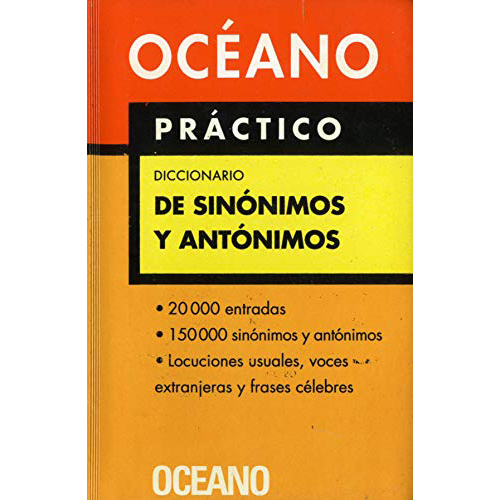 OCÉANO
PRÁCTICO
DICCIONARIO
DE SINÓNIMOS
Y ANTÓNIMOS
• 20 000 entradas
• 150 000 sinónimos y antónimos
• Locuciones usuales, voces
extranjeras y frases célebres
OCEANO